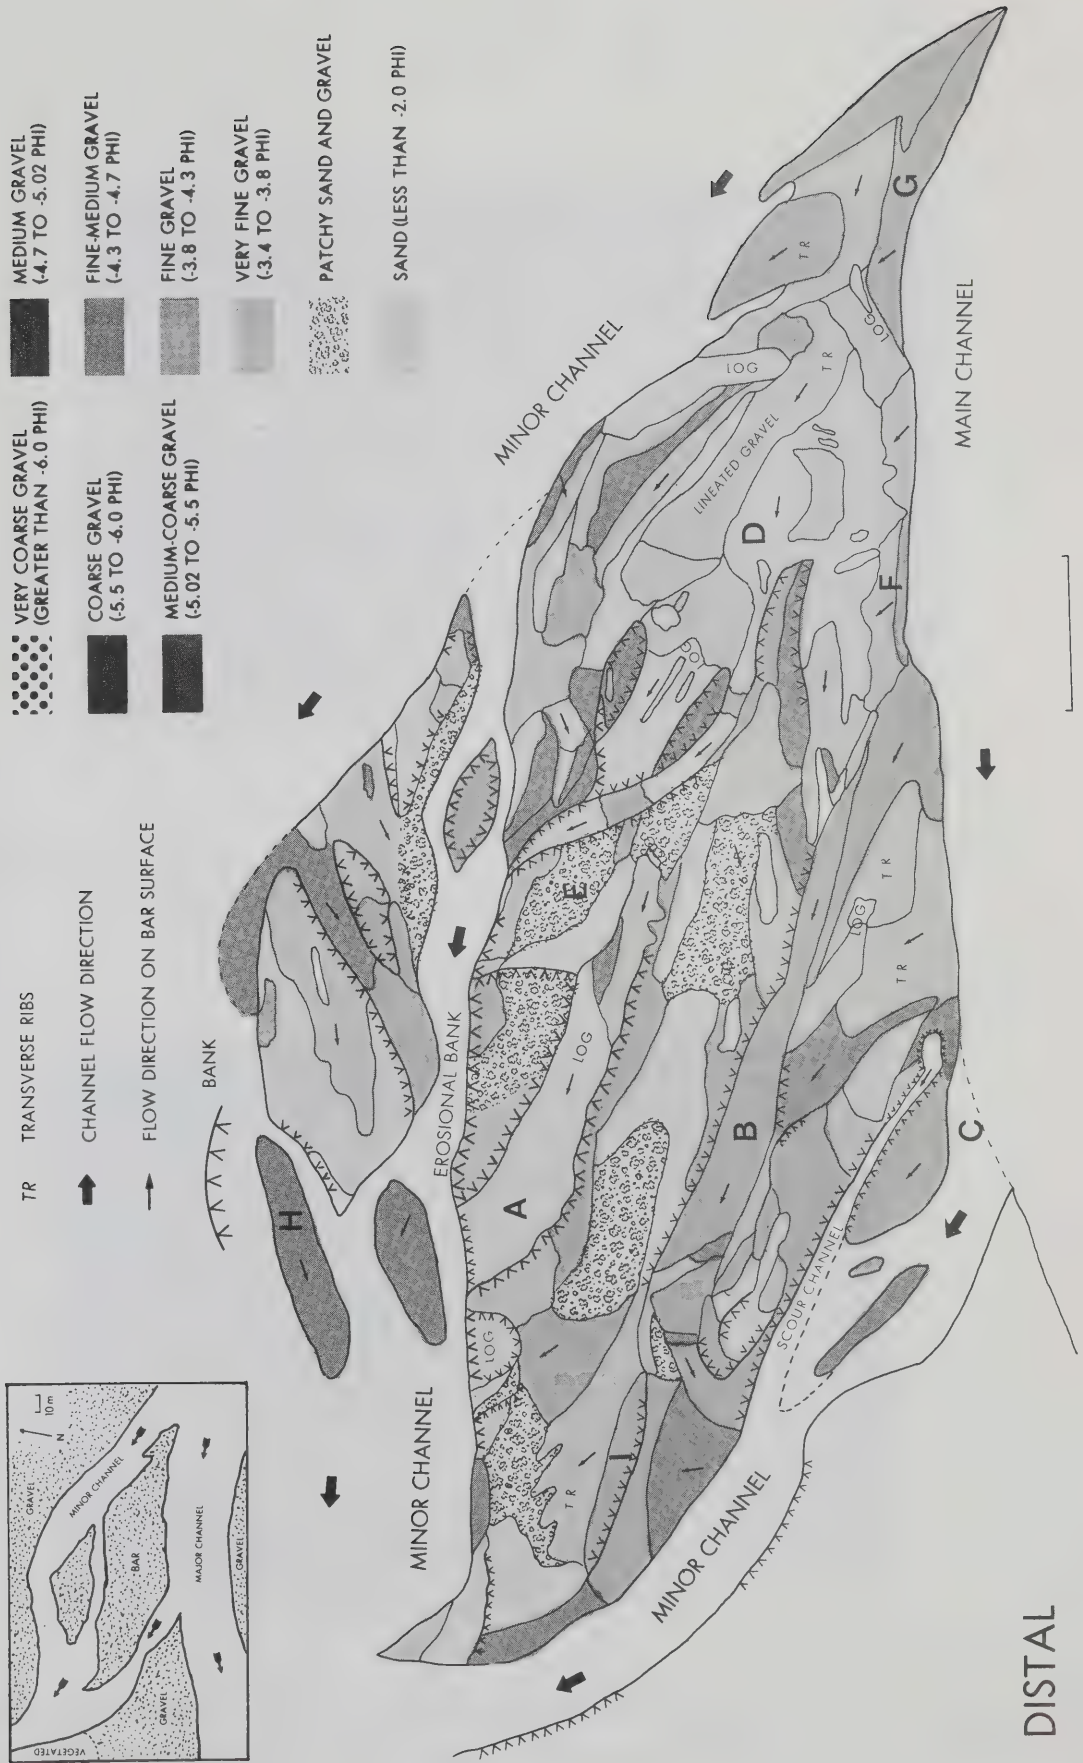 VERY COARSE GRAVEL
(GREATER THAN -6.0 PHI)
COARSE GRAVEL
(-5.5 TO -6.0 PHI)
MEDIUM-COARSE GRAVEL
(-5.02 TO -5.5 PHI)
MEDIUM GRAVEL
(-4.7 TO -5.02 PHI)
FINE-MEDIUM GRAVEL
(-4.3 TO -4.7 PHI)
FINE GRAVEL
(-3.8 TO -4.3 PHI)
VERY FINE GRAVEL
(-3.4 TO -3.8 PHI)
PATCHY SAND AND GRAVEL
SAND (LESS THAN -2.0 PHI)
TR TRANSVERSE RIBS
CHANNEL FLOW DIRECTION
FLOW DIRECTION ON BAR SURFACE
BANK
GRAVEL
10 m
N
MINOR CHANNEL
BAR
MAJOR CHANNEL
GRAVEL
GRAVEL
VEGETATED
MINOR CHANNEL
MINOR CHANNEL
MINOR CHANNEL
MAIN CHANNEL
EROSIONAL BANK
SCOUR CHANNEL
LINEATED GRAVEL
LOG
LOG
LOG
LOG
LOG
LOG
TR
TR
TR
TR
TR
A
B
C
D
E
F
G
H
I
DISTAL